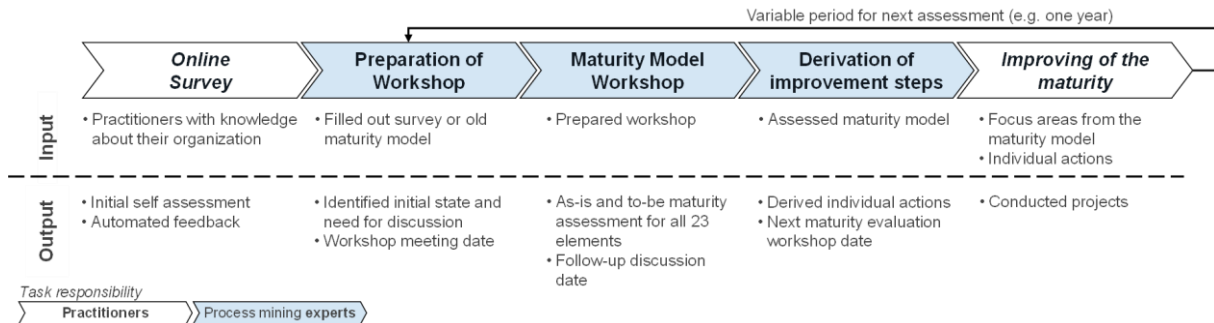 Variable period for next assessment (e.g. one year)
Online
Survey
Preparation of
Workshop
Maturity Model
Workshop
Derivation of
improvement steps
Improving of the
maturity
Input
• Practitioners with knowledge
about their organization
• Filled out survey or old
maturity model
• Prepared workshop
• Assessed maturity model
• Focus areas from the
maturity model
• Individual actions
Output
• Initial self assessment
• Automated feedback
• Identified initial state and
need for discussion
• Workshop meeting date
• As-is and to-be maturity
assessment for all 23
elements
• Follow-up discussion
date
• Derived individual actions
• Next maturity evaluation
workshop date
• Conducted projects
Task responsibility
Practitioners
Process mining experts